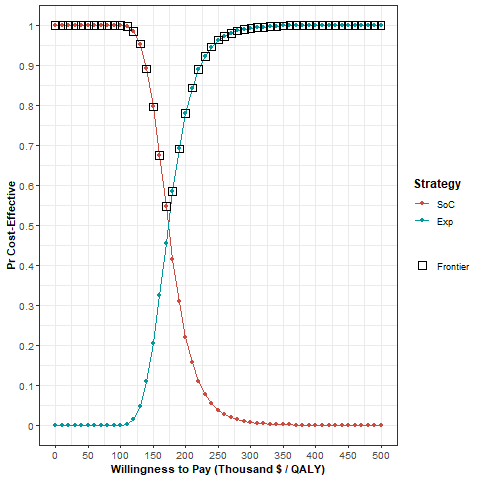 1
0.9
0.8
0.7
0.6
0.5
0.4
0.3
0.2
0.1
0
Pr Cost-Effective
0 50 100 150 200 250 300 350 400 450 500
Willingness to Pay (Thousand $ / QALY)
Strategy
SoC
Exp
Frontier